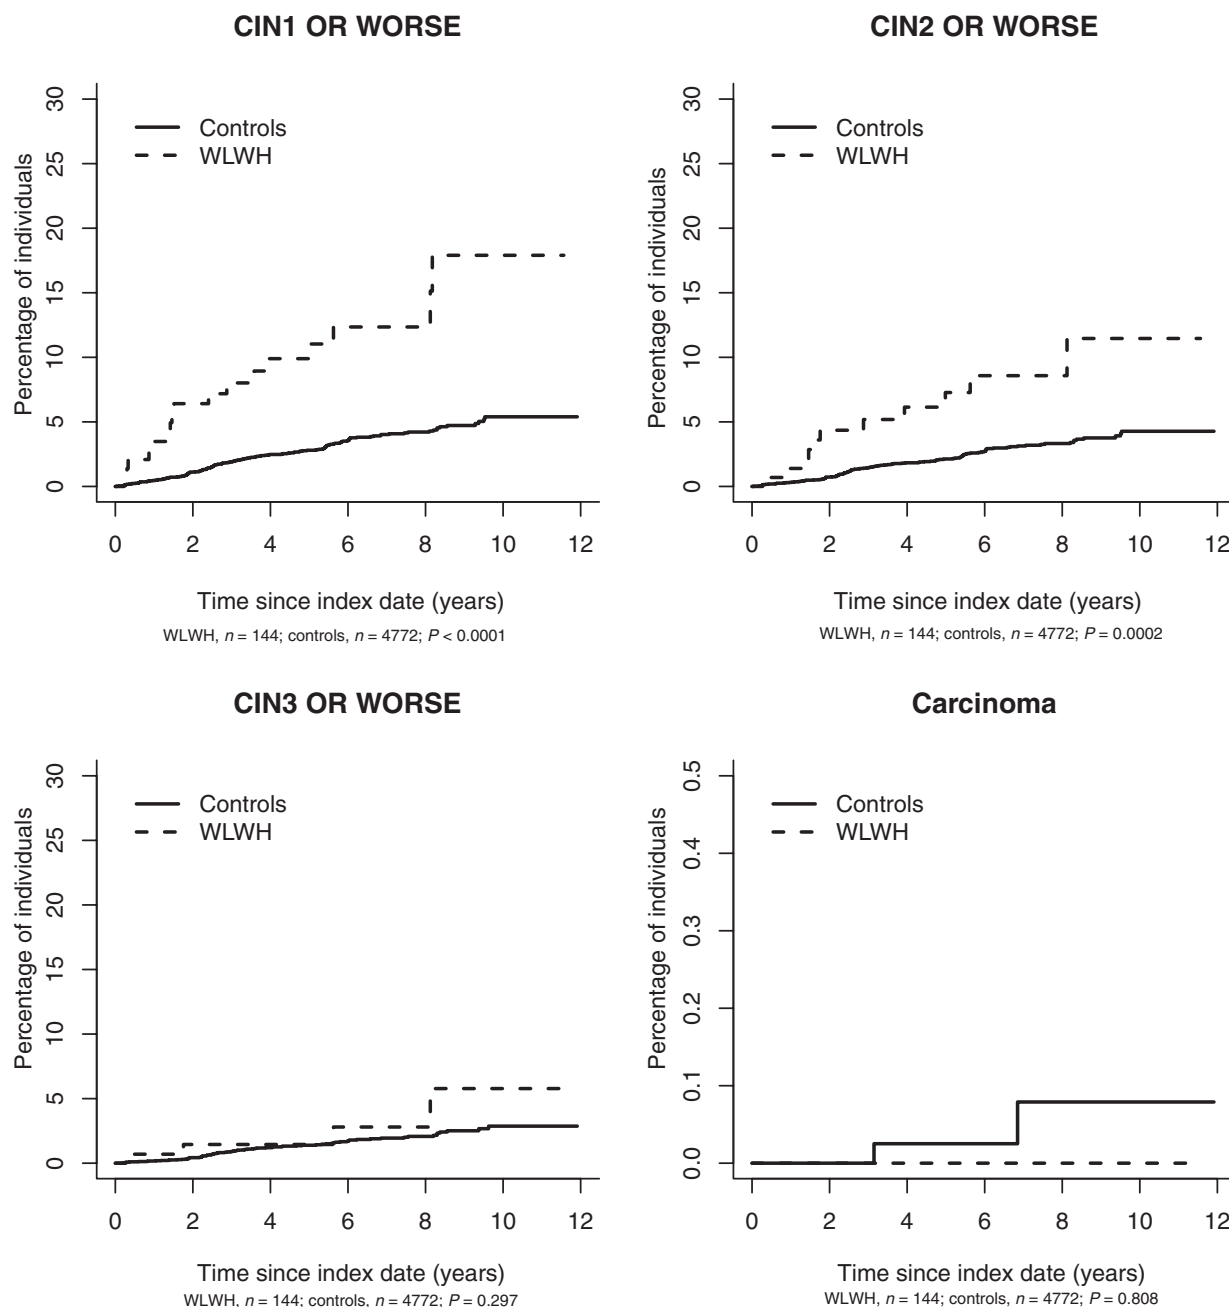 CIN1 OR WORSE
Percentage of individuals
30
25
20
15
10
5
0
Controls
WLWH
0 2 4 6 8 10 12
Time since index date (years)
WLWH, n = 144; controls, n = 4772; P < 0.0001
CIN2 OR WORSE
Percentage of individuals
30
25
20
15
10
5
0
Controls
WLWH
0 2 4 6 8 10 12
Time since index date (years)
WLWH, n = 144; controls, n = 4772; P = 0.0002
CIN3 OR WORSE
Percentage of individuals
30
25
20
15
10
5
0
Controls
WLWH
0 2 4 6 8 10 12
Time since index date (years)
WLWH, n = 144; controls, n = 4772; P = 0.297
Carcinoma
Percentage of individuals
0.5
0.4
0.3
0.2
0.1
0.0
Controls
WLWH
0 2 4 6 8 10 12
Time since index date (years)
WLWH, n = 144; controls, n = 4772; P = 0.808